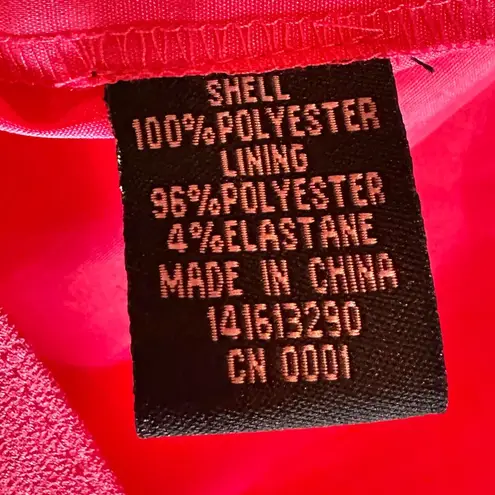 SHELL
100%POLYESTER
LINING
96%POLYESTER
4%ELASTANE
MADE IN CHINA
141613290
CN 0001